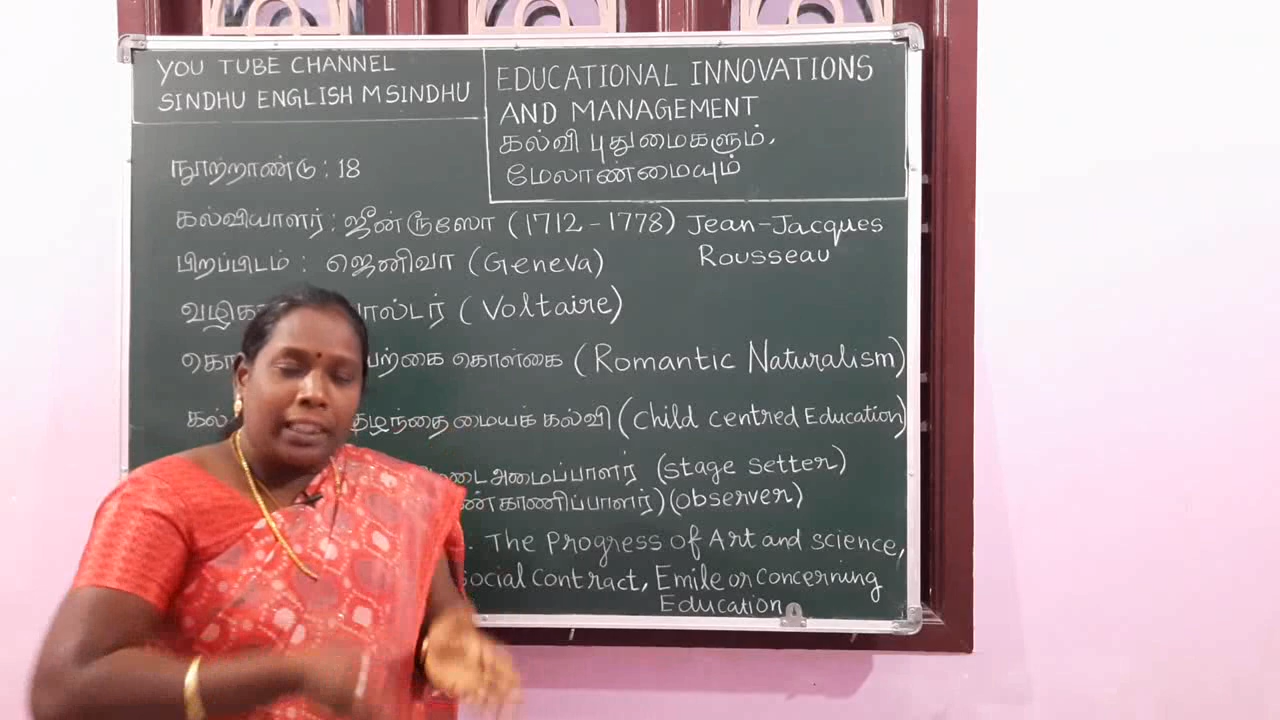 YOU TUBE CHANNEL
SINDHU ENGLISH M SINDHU
EDUCATIONAL INNOVATIONS
AND MANAGEMENT
கல்வி புதுமைகளும்,
மேலாண்மையும்
நூற்றாண்டு : 18
கல்வியாளர் : ஜீன் ரூஸோ (1712 - 1778) Jean-Jacques
Rousseau
பிறப்பிடம் : ஜெனிவா (Geneva)
(Voltaire)
கொள்கை (Romantic Naturalism)
மையக் கல்வி (Child centred Education)
அமைப்பாளர் (stage setter)
(observer)
The Progress of Art and science,
social Contract, Emile or Concerning
Education